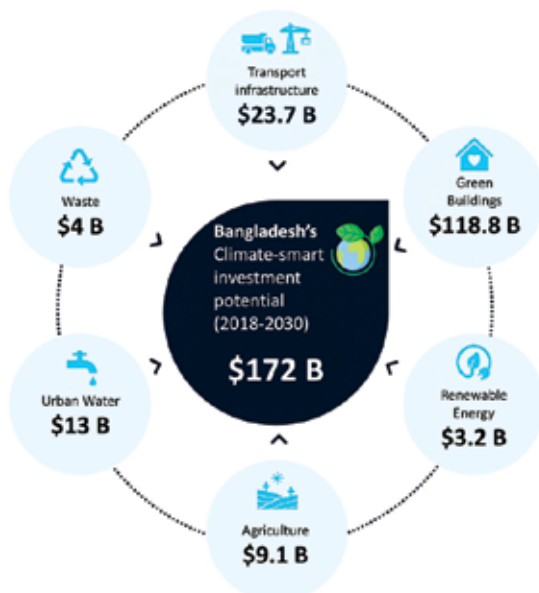 Transport
infrastructure
$23.7 B
Waste
$4 B
Green
Buildings
$118.8 B
Bangladesh's
Climate-smart
investment
potential
(2018-2030)
$172 B
Urban Water
$13 B
Renewable
Energy
$3.2 B
Agriculture
$9.1 B